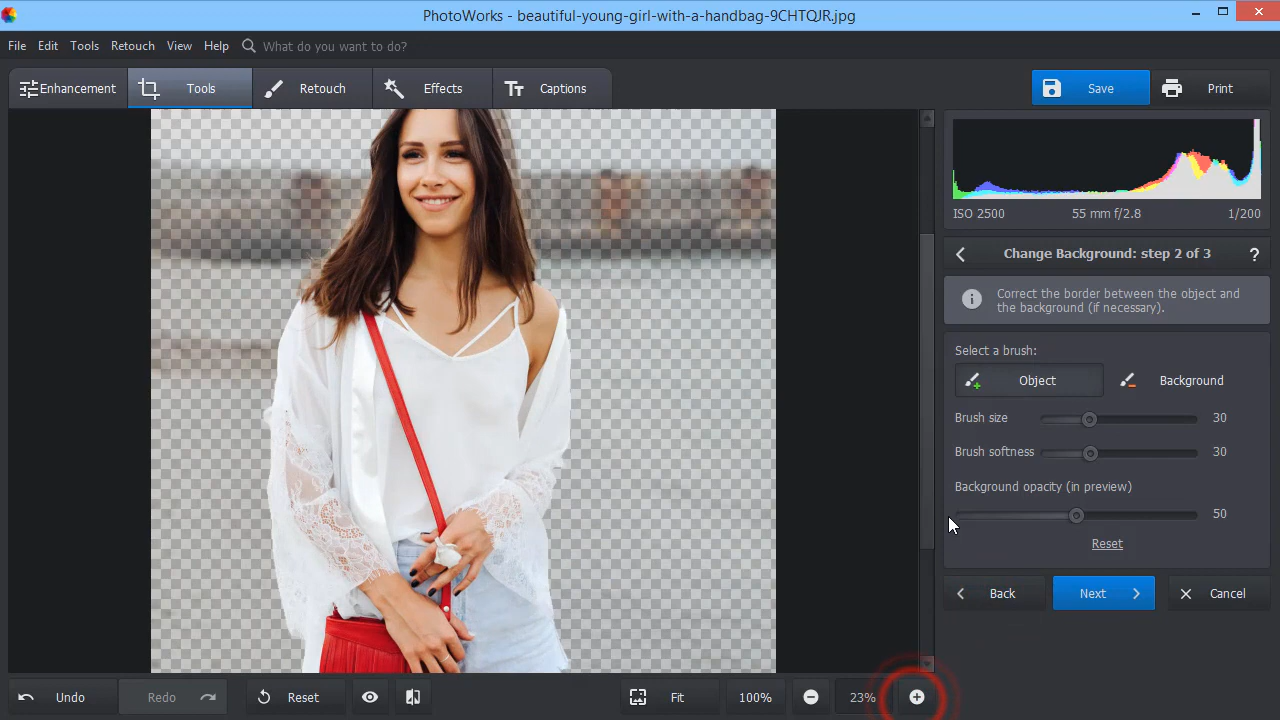 PhotoWorks - beautiful-young-girl-with-a-handbag-9CHTQJR.jpg
File Edit Tools Retouch View Help What do you want to do?
Enhancement Tools Retouch Effects Captions Save Print
ISO 2500 55 mm f/2.8 1/200
Change Background: step 2 of 3 ?
Correct the border between the object and
the background (if necessary).
Select a brush:
Object Background
Brush size 30
Brush softness 30
Background opacity (in preview)
50
Reset
Back Next Cancel
Undo Redo Reset Fit 100% 23%